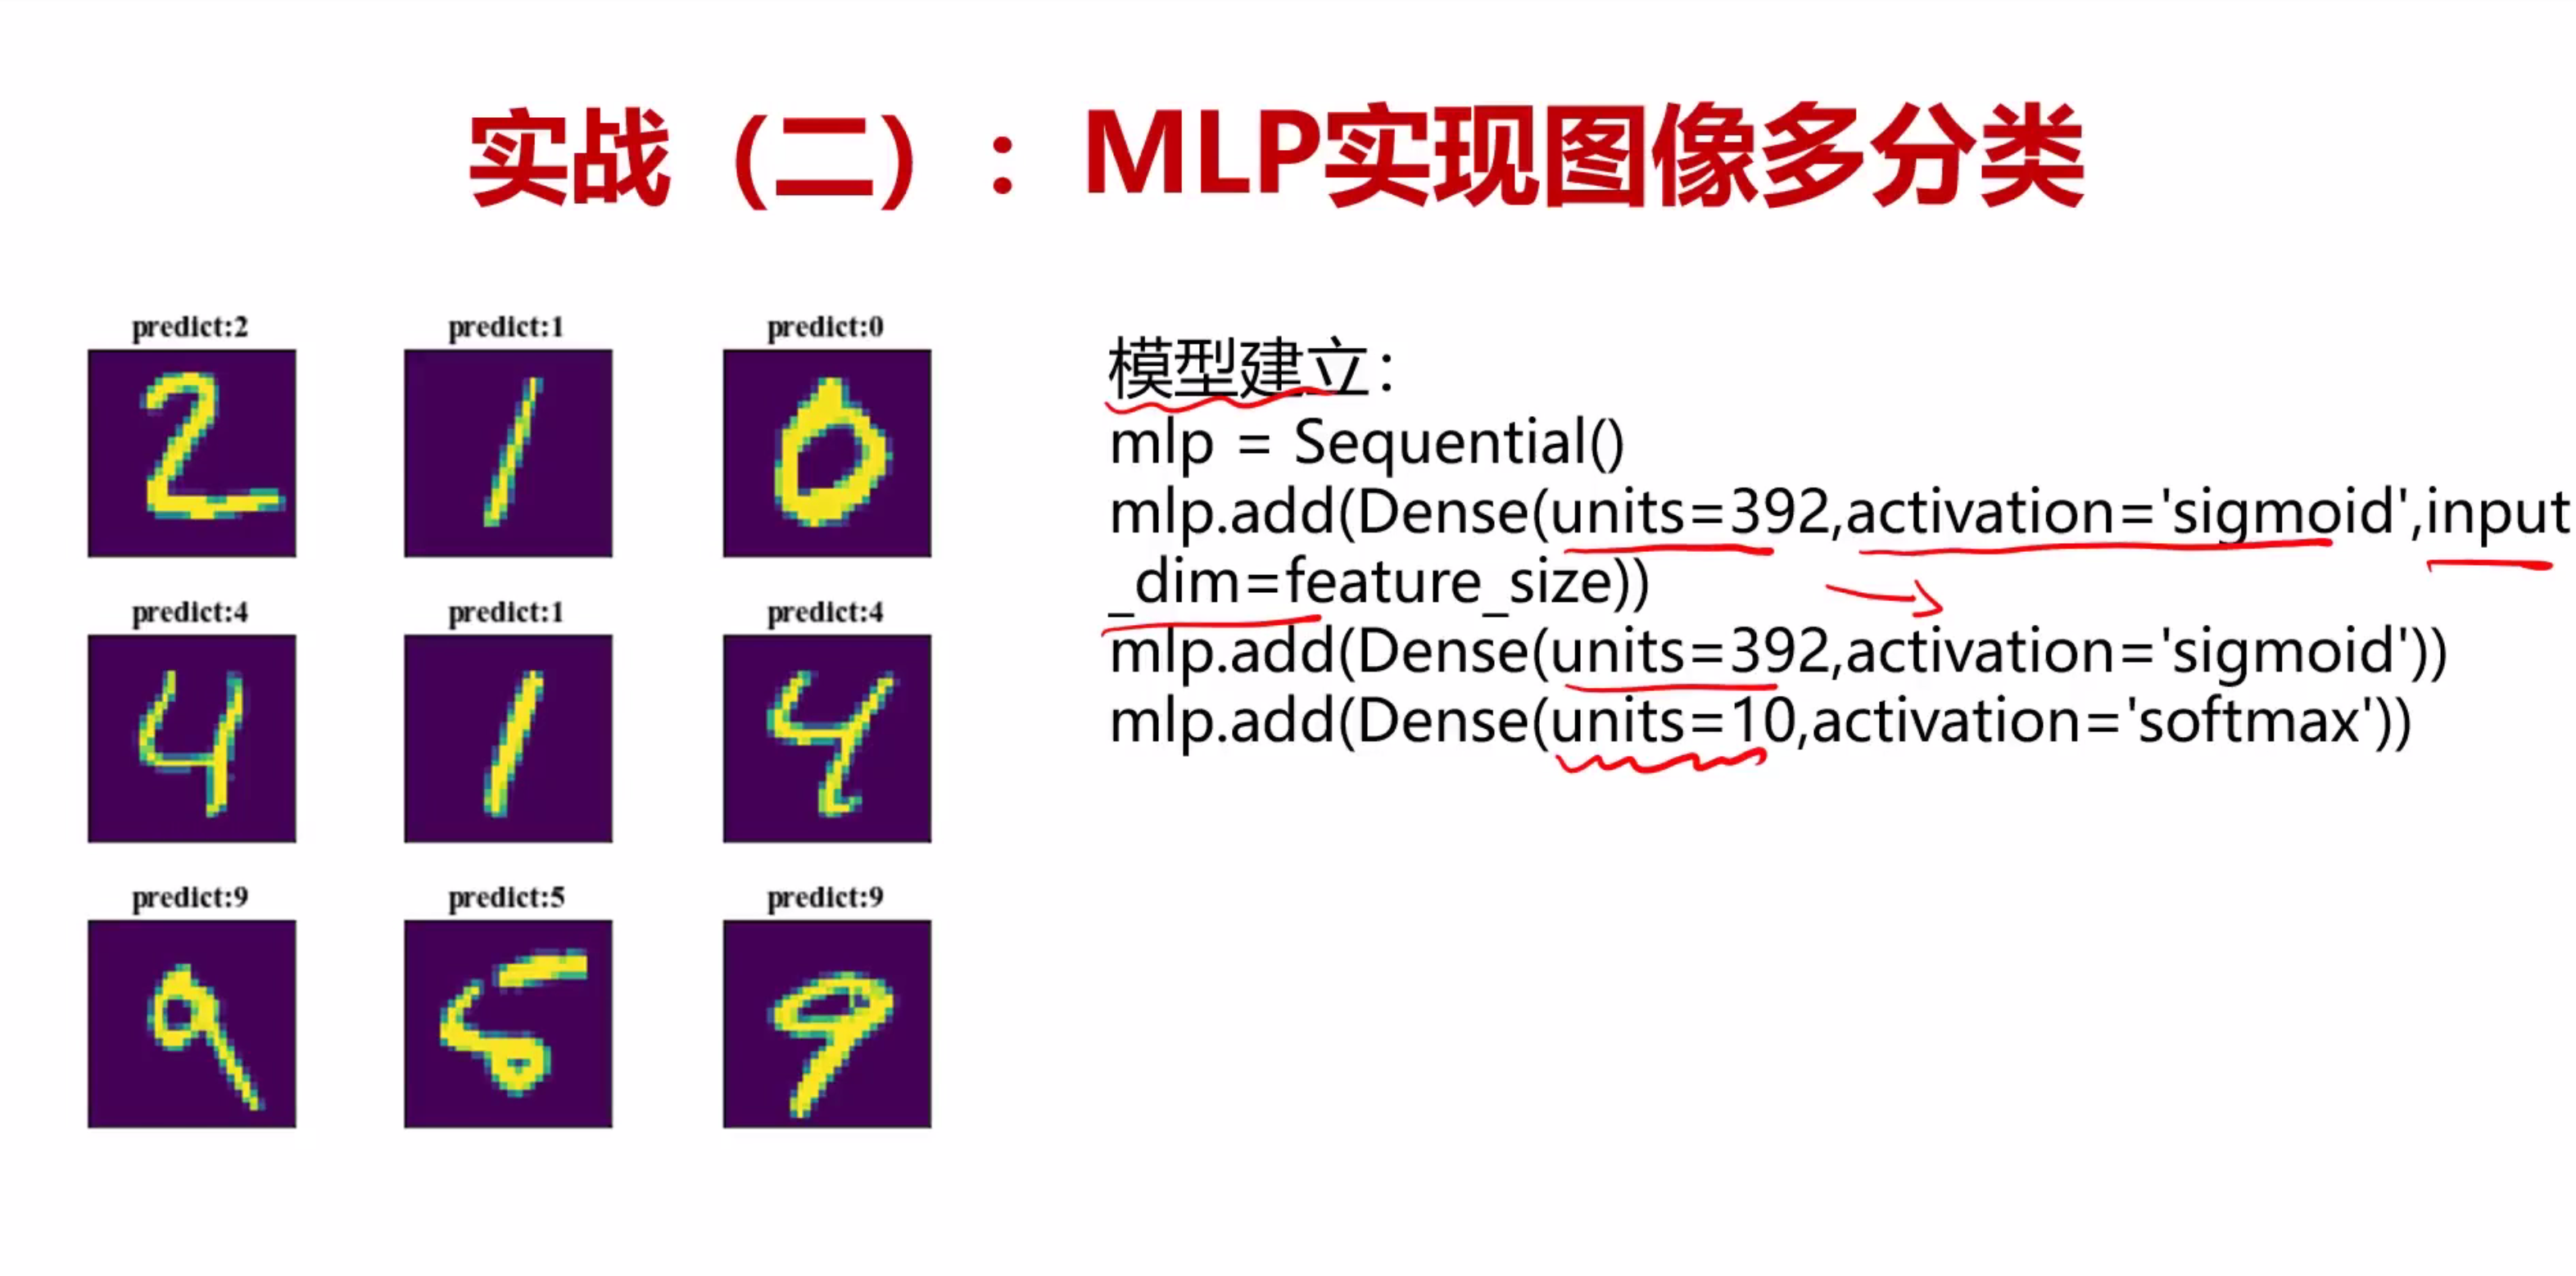 实战（二）：MLP实现图像多分类
predict:2
predict:1
predict:0
predict:4
predict:1
predict:4
predict:9
predict:5
predict:9
模型建立：
mlp = Sequential()
mlp.add(Dense(units=392,activation='sigmoid',input
_dim=feature_size))
mlp.add(Dense(units=392,activation='sigmoid'))
mlp.add(Dense(units=10,activation='softmax'))